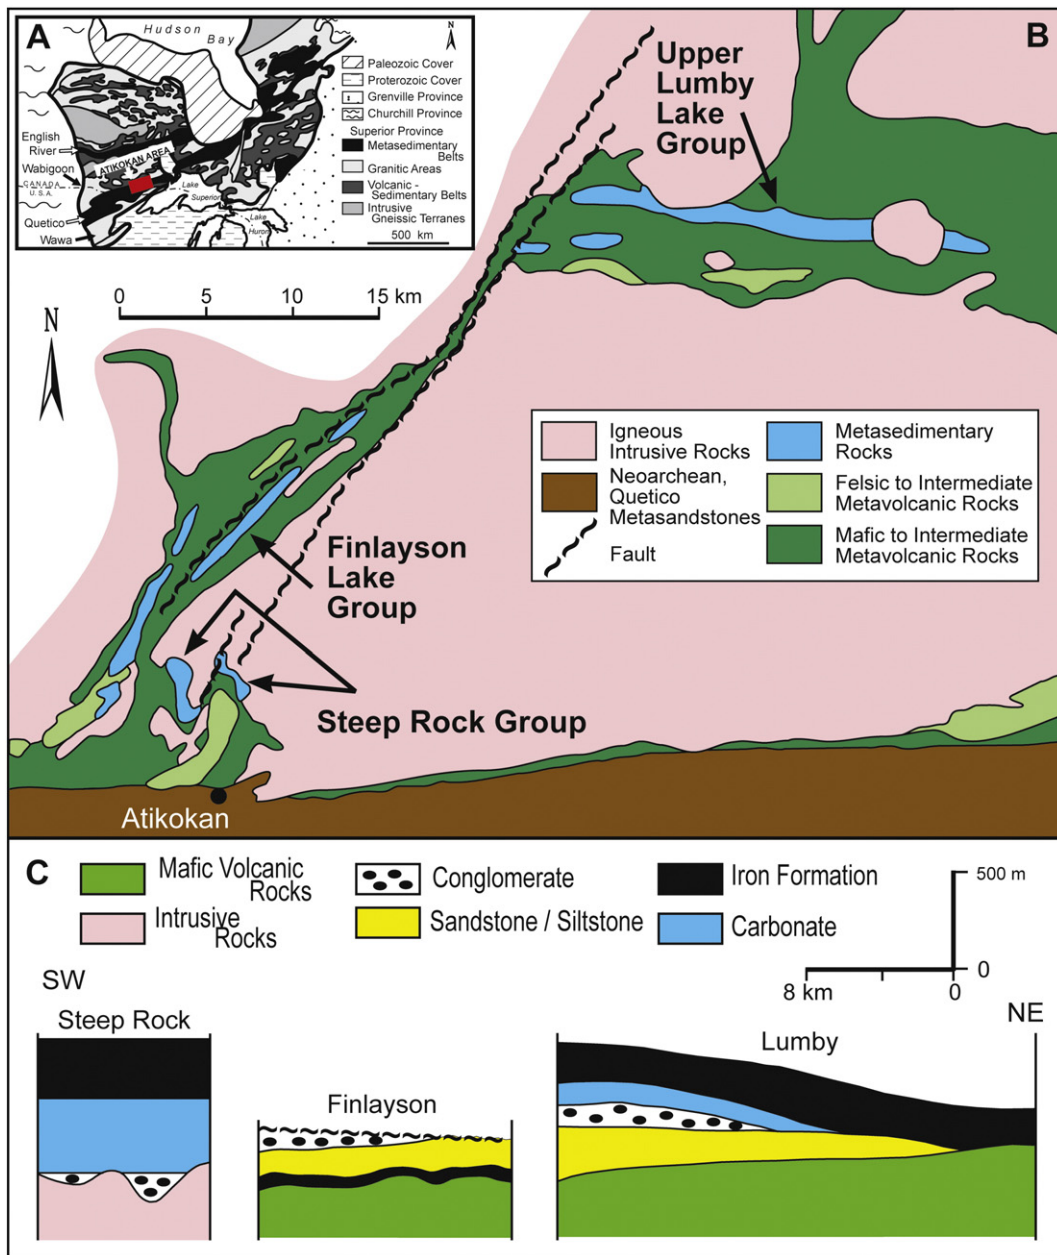 A
Hudson
Bay
N
Paleozoic Cover
Proterozoic Cover
Grenville Province
Churchill Province
Superior Province
Metasedimentary
Belts
Granitic Areas
Volcanic -
Sedimentary Belts
Intrusive
Gneissic Terranes
500 km
English
River
Wabigoon
CANADA
U.S.A.
Quetico
Wawa
ATIKOKAN AREA
Lake
Superior
Lake
Huron
B
Upper
Lumby
Lake
Group
0 5 10 15 km
N
Igneous
Intrusive Rocks
Neoarchean,
Quetico
Metasandstones
Fault
Metasedimentary
Rocks
Felsic to Intermediate
Metavolcanic Rocks
Mafic to Intermediate
Metavolcanic Rocks
Finlayson
Lake
Group
Steep Rock Group
Atikokan
C
Mafic Volcanic
Rocks
Intrusive
Rocks
Conglomerate
Sandstone / Siltstone
Iron Formation
Carbonate
500 m
0
8 km 0
SW
NE
Steep Rock
Finlayson
Lumby